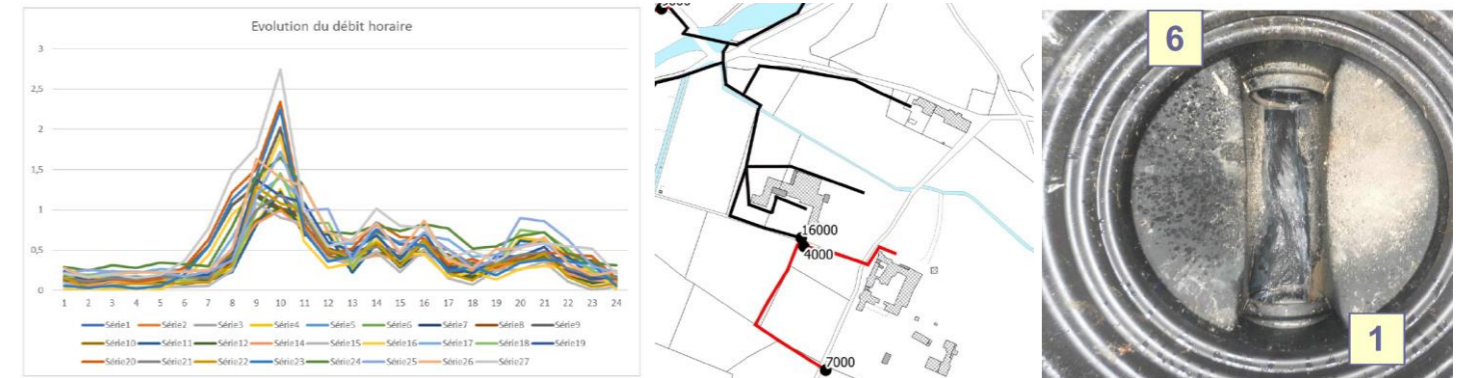 Evolution du débit horaire
3
2,5
2
1,5
1
0,5
0
1 2 3 4 5 6 7 8 9 10 11 12 13 14 15 16 17 18 19 20 21 22 23 24
Série1 Série2 Série3 Série4 Série5 Série6 Série7 Série8 Série9
Série10 Série11 Série12 Série14 Série15 Série16 Série17 Série18 Série19
Série20 Série21 Série22 Série23 Série24 Série25 Série26 Série27
16000
4000
7000
6
1